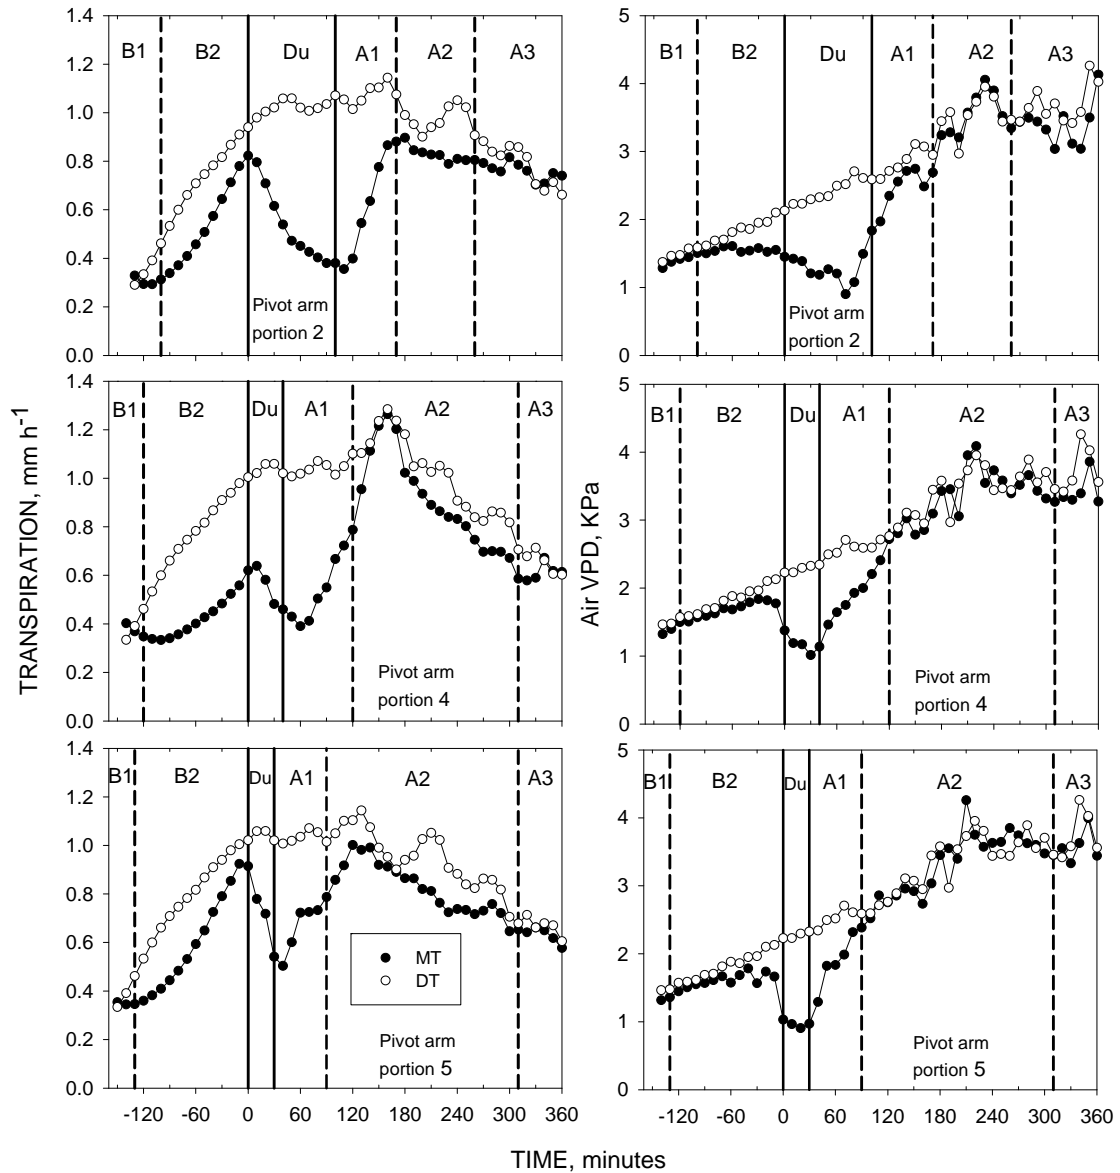 1.4
1.2
1.0
0.8
0.6
0.4
0.2
0.0
B1 B2 Du A1 A2 A3
Pivot arm
portion 2
5
4
3
2
1
0
B1 B2 Du A1 A2 A3
Pivot arm
portion 2
1.4
1.2
1.0
0.8
0.6
0.4
0.2
0.0
TRANSPIRATION, mm h-1
B1 B2 Du A1 A2 A3
Pivot arm
portion 4
5
4
3
2
1
0
Air VPD, KPa
B1 B2 Du A1 A2 A3
Pivot arm
portion 4
1.4
1.2
1.0
0.8
0.6
0.4
0.2
0.0
B1 B2 Du A1 A2 A3
MT
DT
Pivot arm
portion 5
-120 -60 0 60 120 180 240 300 360
5
4
3
2
1
0
B1 B2 Du A1 A2 A3
Pivot arm
portion 5
-120 -60 0 60 120 180 240 300 360
TIME, minutes